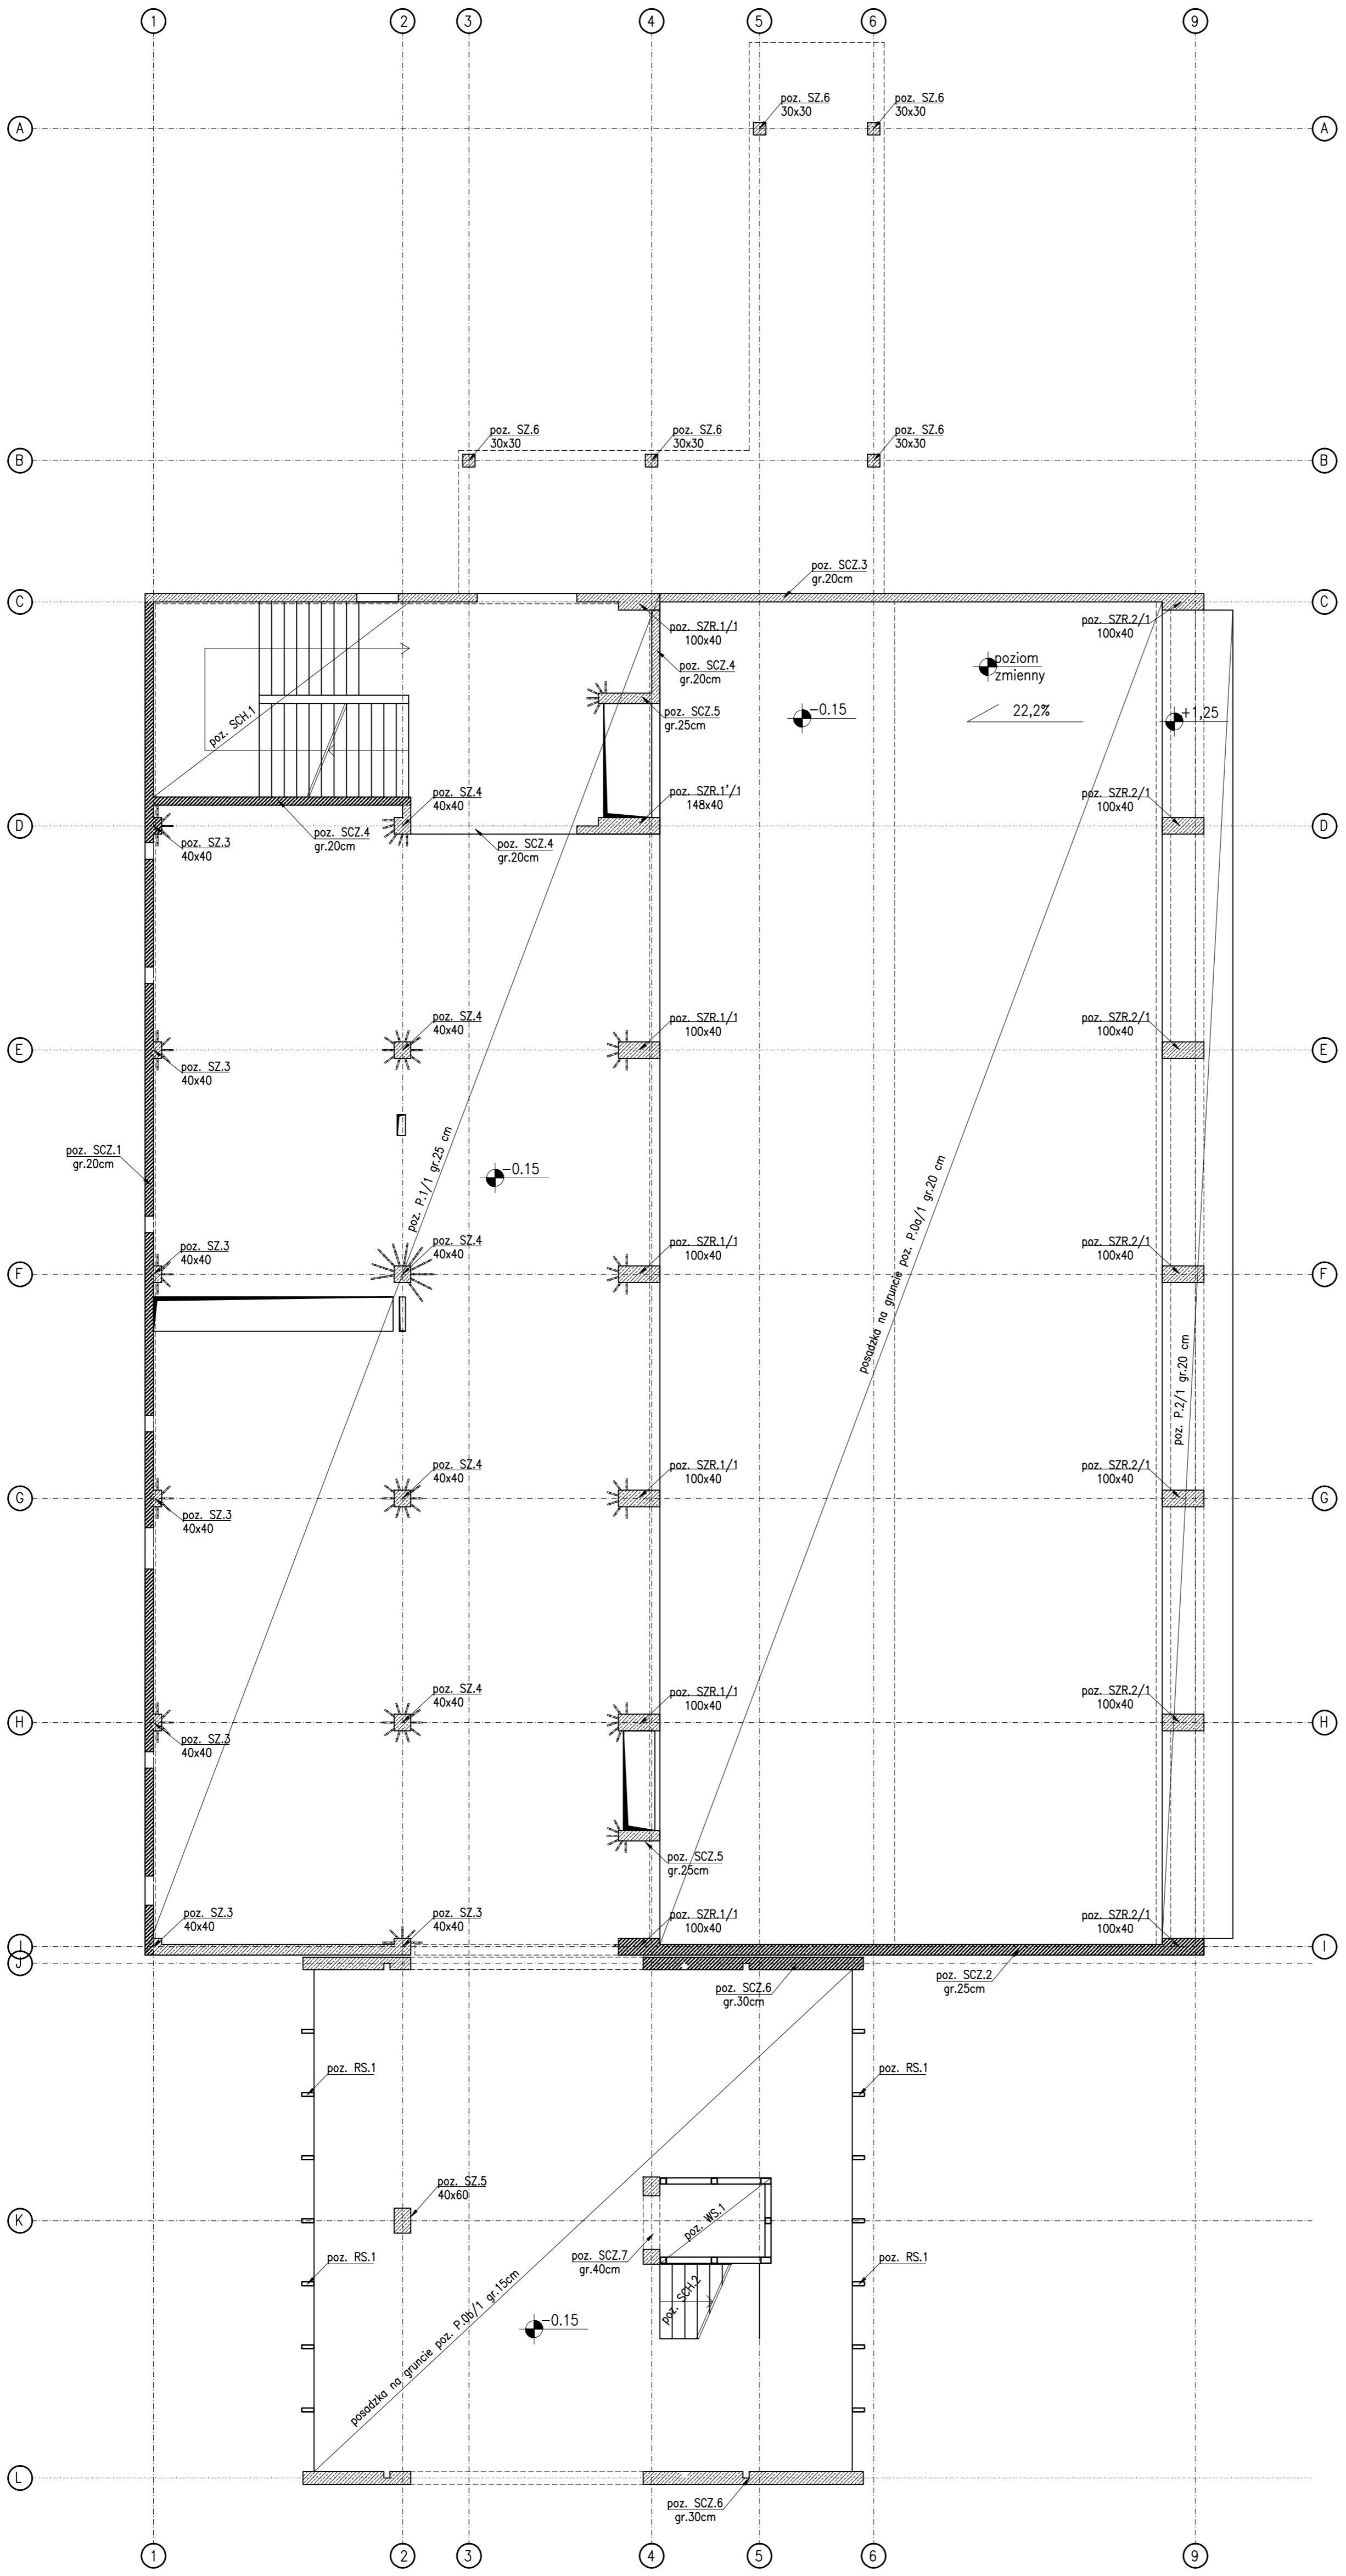 1 2 3 4 5 6 9
poz. SZ.6 poz. SZ.6
30x30 30x30
A A
poz. SZ.6 poz. SZ.6 poz. SZ.6
30x30 30x30 30x30
B B
poz. SCZ.3
gr.20cm
C C
poz. SZR.1/1 poz. SZR.2/1
100x40 100x40
poz. SCZ.4
gr.20cm
poziom
zmienny
poz. SCH.1
poz. SCZ.5
gr.25cm
-0.15
22,2%
+1,25
poz. SZ.4 poz. SZR.1'/1 poz. SZR.2/1
40x40 148x40 100x40
D D
poz. SCZ.4
gr.20cm
poz. SZ.3
40x40
poz. SCZ.4
gr.20cm
poz. SZ.4 poz. SZR.1/1 poz. SZR.2/1
40x40 100x40 100x40
E E
poz. SZ.3
40x40
poz. SCZ.1
gr.20cm
poz. P.1/1 gr.25 cm
-0.15
posadzka na gruncie poz. P.0a/1 gr.20 cm
poz. SZ.3 poz. SZ.4 poz. SZR.1/1 poz. SZR.2/1
40x40 40x40 100x40 100x40
F F
poz. P.2/1 gr.20 cm
poz. SZ.4 poz. SZR.1/1 poz. SZR.2/1
40x40 100x40 100x40
G G
poz. SZ.3
40x40
poz. SZ.4 poz. SZR.1/1 poz. SZR.2/1
40x40 100x40 100x40
H H
poz. SZ.3
40x40
poz. SCZ.5
gr.25cm
poz. SZ.3 poz. SZ.3 poz. SZR.1/1 poz. SZR.2/1
40x40 40x40 100x40 100x40
I I
J
poz. SCZ.6
gr.30cm
poz. SCZ.2
gr.25cm
poz. RS.1 poz. RS.1
poz. SZ.5
40x60
K K
poz. WS.1
poz. SCZ.7
gr.40cm
poz. RS.1 poz. RS.1
poz. SCH.2
-0.15
posadzka na gruncie poz. P.0b/1 gr.15cm
L L
poz. SCZ.6
gr.30cm
1 2 3 4 5 6 9